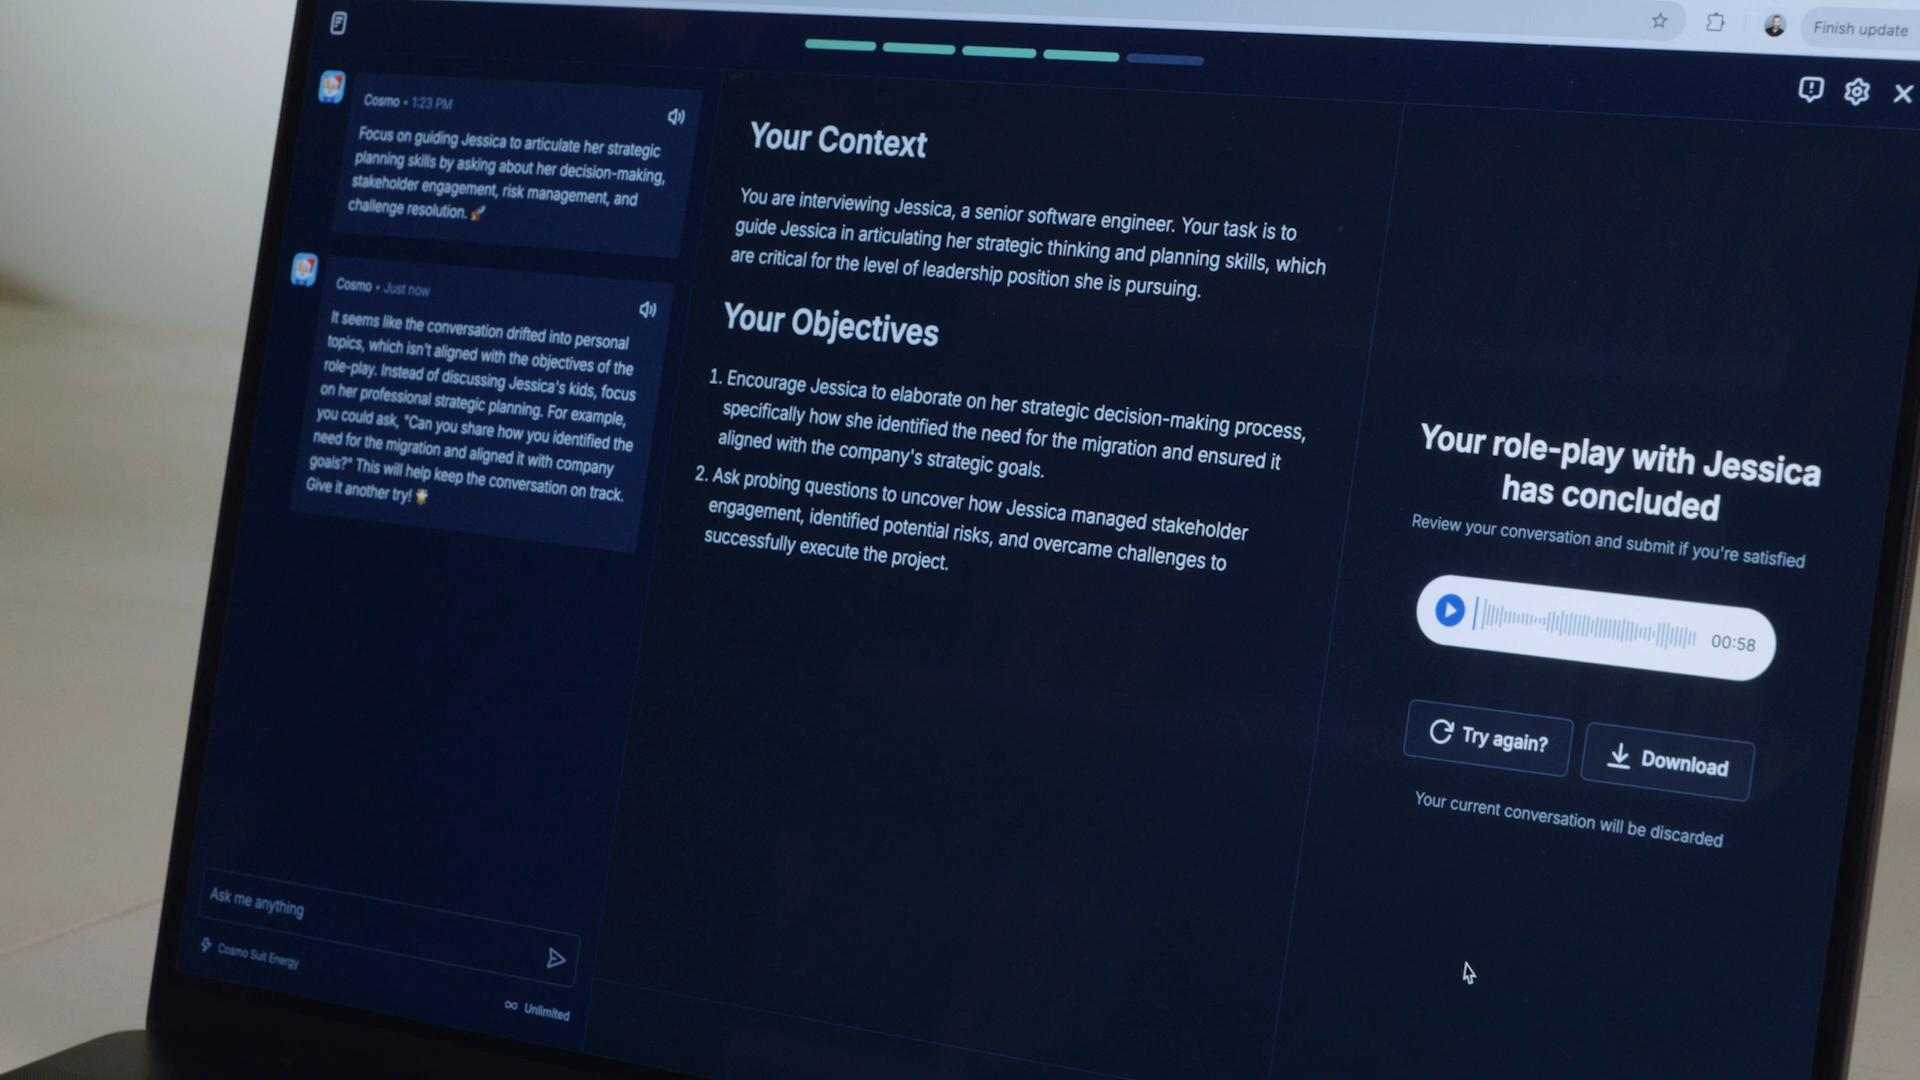 Finish update
Cosmo • 1:23 PM
Focus on guiding Jessica to articulate her strategic
planning skills by asking about her decision-making,
stakeholder engagement, risk management, and
challenge resolution. 🚀
Cosmo • Just now
It seems like the conversation drifted into personal
topics, which isn't aligned with the objectives of the
role-play. Instead of discussing Jessica's kids, focus
on her professional strategic planning. For example,
you could ask, "Can you share how you identified the
need for the migration and aligned it with company
goals?" This will help keep the conversation on track.
Give it another try! 🌟
Ask me anything
Cosmo Suit Energy
∞ Unlimited
Your Context
You are interviewing Jessica, a senior software engineer. Your task is to
guide Jessica in articulating her strategic thinking and planning skills, which
are critical for the level of leadership position she is pursuing.
Your Objectives
1. Encourage Jessica to elaborate on her strategic decision-making process,
specifically how she identified the need for the migration and ensured it
aligned with the company's strategic goals.
2. Ask probing questions to uncover how Jessica managed stakeholder
engagement, identified potential risks, and overcame challenges to
successfully execute the project.
Your role-play with Jessica
has concluded
Review your conversation and submit if you're satisfied
00:58
Try again?
Download
Your current conversation will be discarded